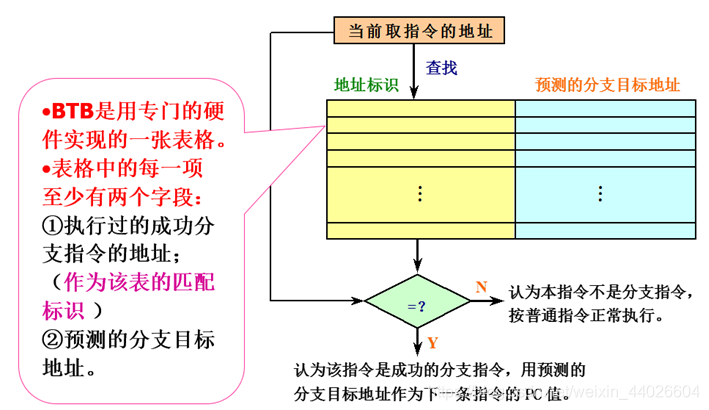 当前取指令的地址
查找
地址标识
预测的分支目标地址
•BTB是用专门的硬
件实现的一张表格。
•表格中的每一项
至少有两个字段：
①执行过的成功分
支指令的地址；
（作为该表的匹配
标识 ）
②预测的分支目标
地址。
⋮
⋮
=？
N
认为本指令不是分支指令，
按普通指令正常执行。
Y
认为该指令是成功的分支指令，用预测的
分支目标地址作为下一条指令的 PC 值。
weixin_44026604